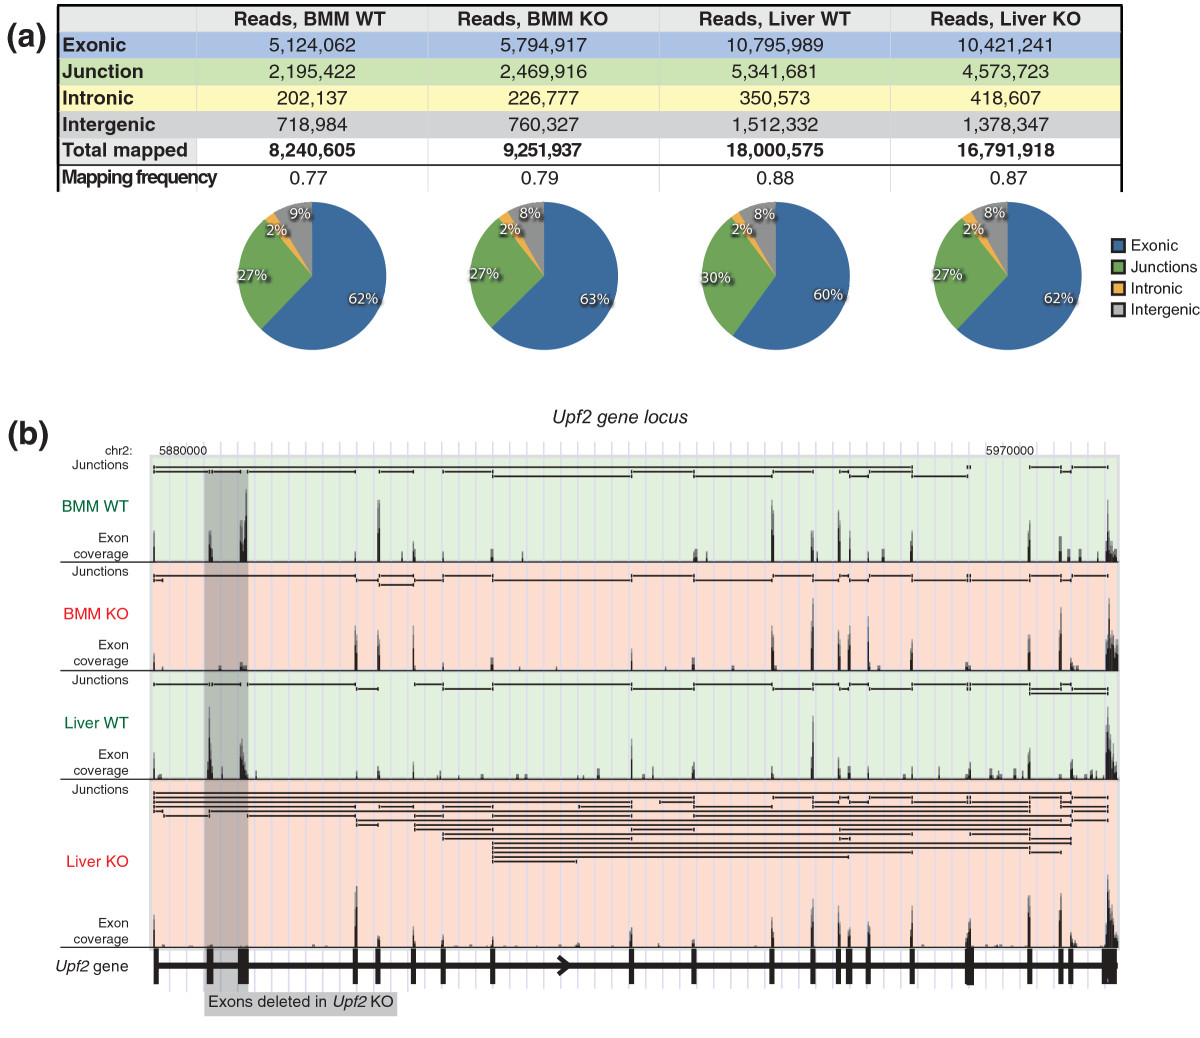 (a)
Reads, BMM WT Reads, BMM KO Reads, Liver WT Reads, Liver KO
Exonic 5,124,062 5,794,917 10,795,989 10,421,241
Junction 2,195,422 2,469,916 5,341,681 4,573,723
Intronic 202,137 226,777 350,573 418,607
Intergenic 718,984 760,327 1,512,332 1,378,347
Total mapped 8,240,605 9,251,937 18,000,575 16,791,918
Mapping frequency 0.77 0.79 0.88 0.87
9% 2% 27% 62%
8% 2% 27% 63%
8% 2% 30% 60%
8% 2% 27% 62%
Exonic
Junctions
Intronic
Intergenic
(b)
Upf2 gene locus
chr2: 5880000 5970000
Junctions
BMM WT
Exon
coverage
Junctions
BMM KO
Exon
coverage
Junctions
Liver WT
Exon
coverage
Junctions
Liver KO
Exon
coverage
Upf2 gene
Exons deleted in Upf2 KO